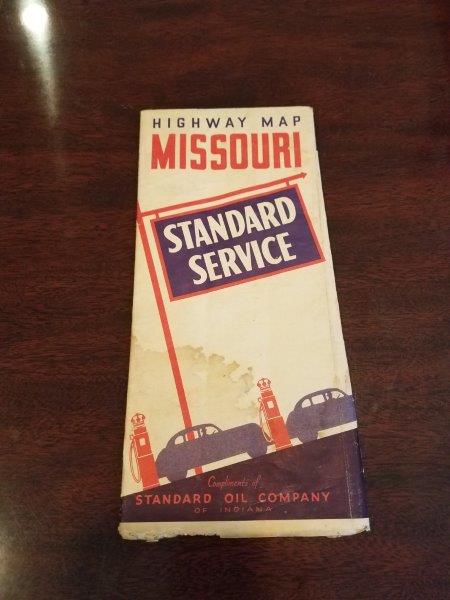 HIGHWAY MAP
MISSOURI
STANDARD
SERVICE
Compliments of
STANDARD OIL COMPANY
OF INDIANA